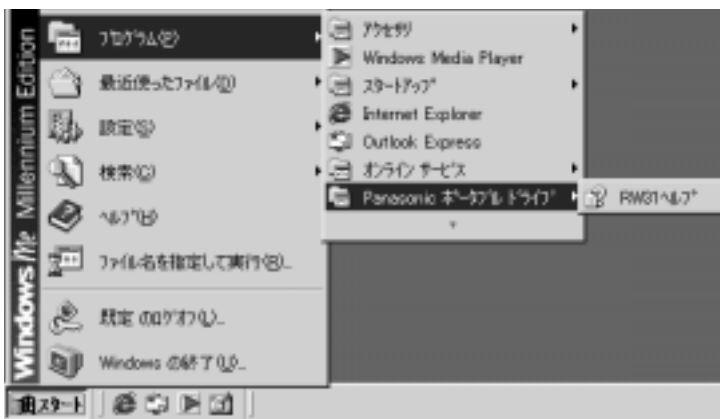 Windows Me Millennium Edition
プログラム(P)
最近使ったファイル(D)
設定(S)
検索(C)
ヘルプ(H)
ファイル名を指定して実行(R)...
既定 のログオフ(L)...
Windows の終了(U)...
アクセサリ
Windows Media Player
スタートアップ
Internet Explorer
Outlook Express
オンライン サービス
Panasonic ポータブル ドライブ
RW31ヘルプ
スタート